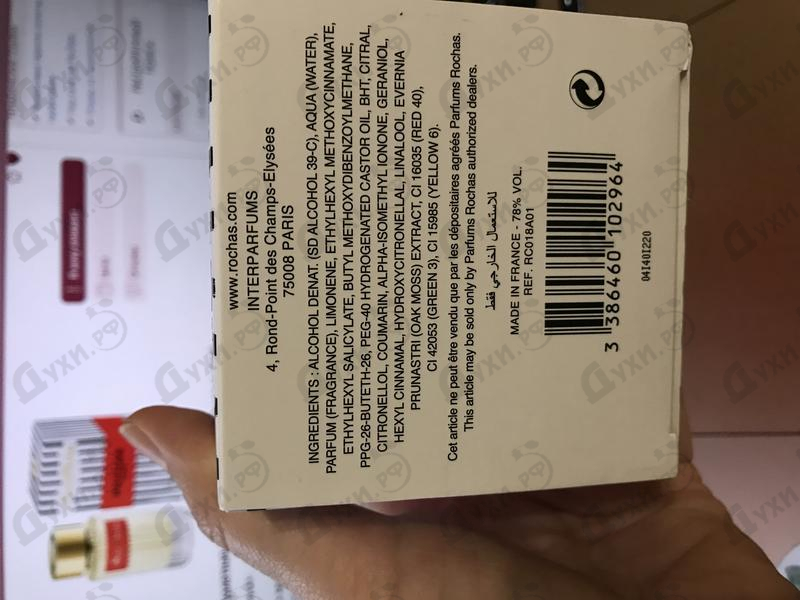 www.rochas.com
INTERPARFUMS
4, Rond-Point des Champs-Elysées
75008 PARIS
INGREDIENTS : ALCOHOL DENAT. (SD ALCOHOL 39-C), AQUA (WATER),
PARFUM (FRAGRANCE), LIMONENE, ETHYLHEXYL METHOXYCINNAMATE,
ETHYLHEXYL SALICYLATE, BUTYL METHOXYDIBENZOYLMETHANE,
PPG-26-BUTETH-26, PEG-40 HYDROGENATED CASTOR OIL, BHT, CITRAL,
CITRONELLOL, COUMARIN, ALPHA-ISOMETHYL IONONE, GERANIOL,
HEXYL CINNAMAL, HYDROXYCITRONELLAL, LINALOOL, EVERNIA
PRUNASTRI (OAK MOSS) EXTRACT, CI 16035 (RED 40),
CI 42053 (GREEN 3), CI 15985 (YELLOW 6).
Cet article ne peut être vendu que par les dépositaires agréés Parfums Rochas.
This article may be sold only by Parfums Rochas authorized dealers.
للاستعمال الخارجي فقط
MADE IN FRANCE - 78% VOL.
REF. RC018A01
3 386460 102964
041401220
Духи.рф